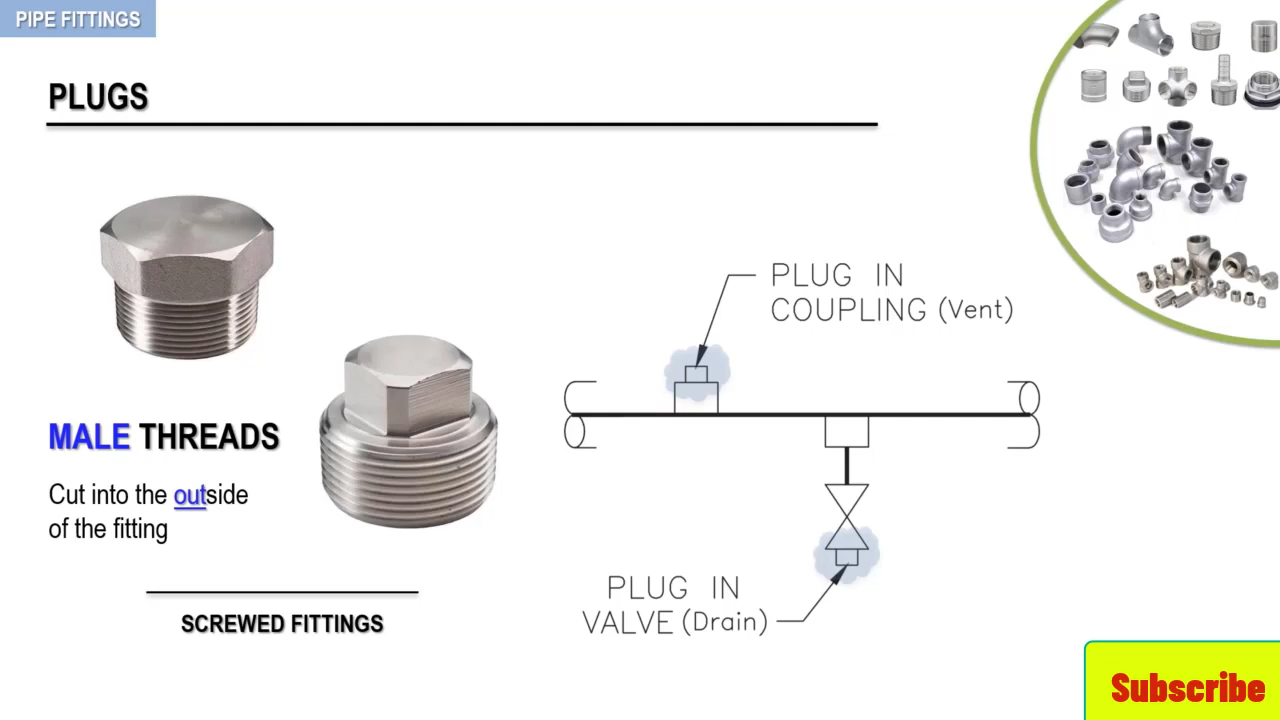 PIPE FITTINGS
PLUGS
PLUG IN
COUPLING (Vent)
MALE THREADS
Cut into the outside
of the fitting
PLUG IN
VALVE (Drain)
SCREWED FITTINGS
Subscribe